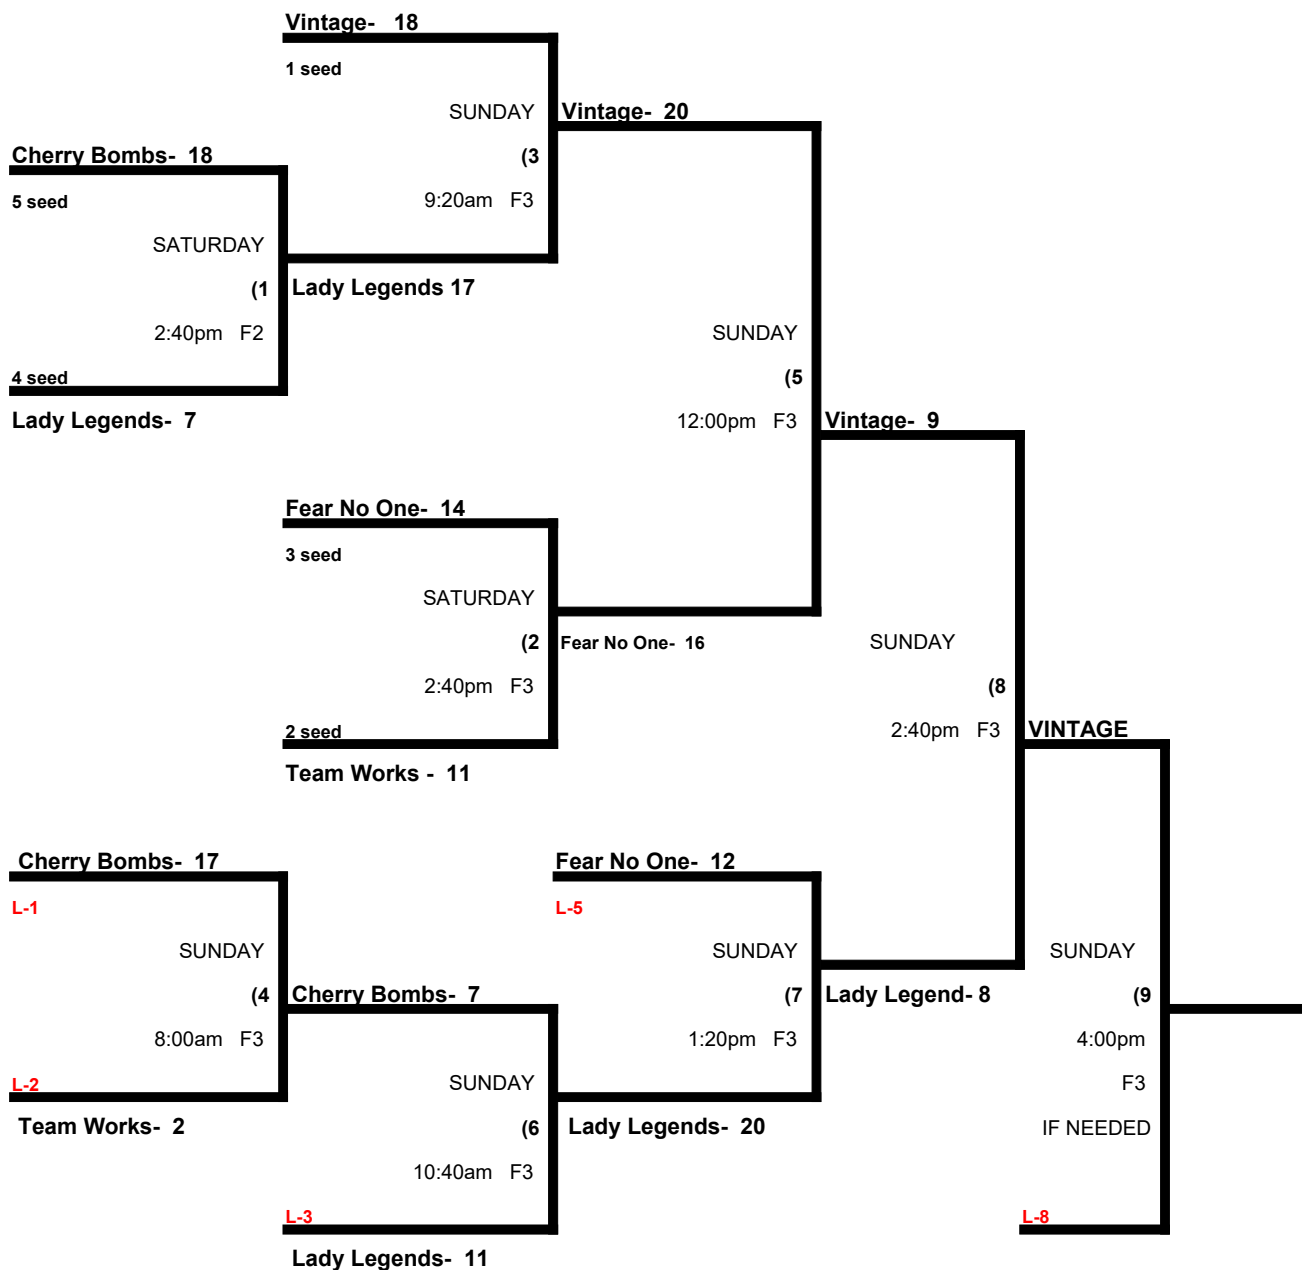 Vintage-   18
1 seed
SUNDAY
Vintage-  20
Cherry Bombs-  18
(3
5 seed
9:20am   F3
SATURDAY
(1
Lady Legends 17
2:40pm   F2
SUNDAY
4 seed
(5
Lady Legends-  7
12:00pm   F3
Vintage-  9
Fear No One-  14
3 seed
SATURDAY
(2
Fear No One-  16
SUNDAY
2:40pm   F3
(8
2 seed
2:40pm   F3
VINTAGE
Team Works -  11
Cherry Bombs-  17
Fear No One-  12
L-1
L-5
SUNDAY
SUNDAY
SUNDAY
(4
Cherry Bombs-  7
(7
Lady Legend- 8
(9
8:00am   F3
1:20pm   F3
4:00pm
L-2
SUNDAY
F3
Team Works-  2
(6
Lady Legends-  20
IF NEEDED
10:40am   F3
L-3
L-8
Lady Legends-  11